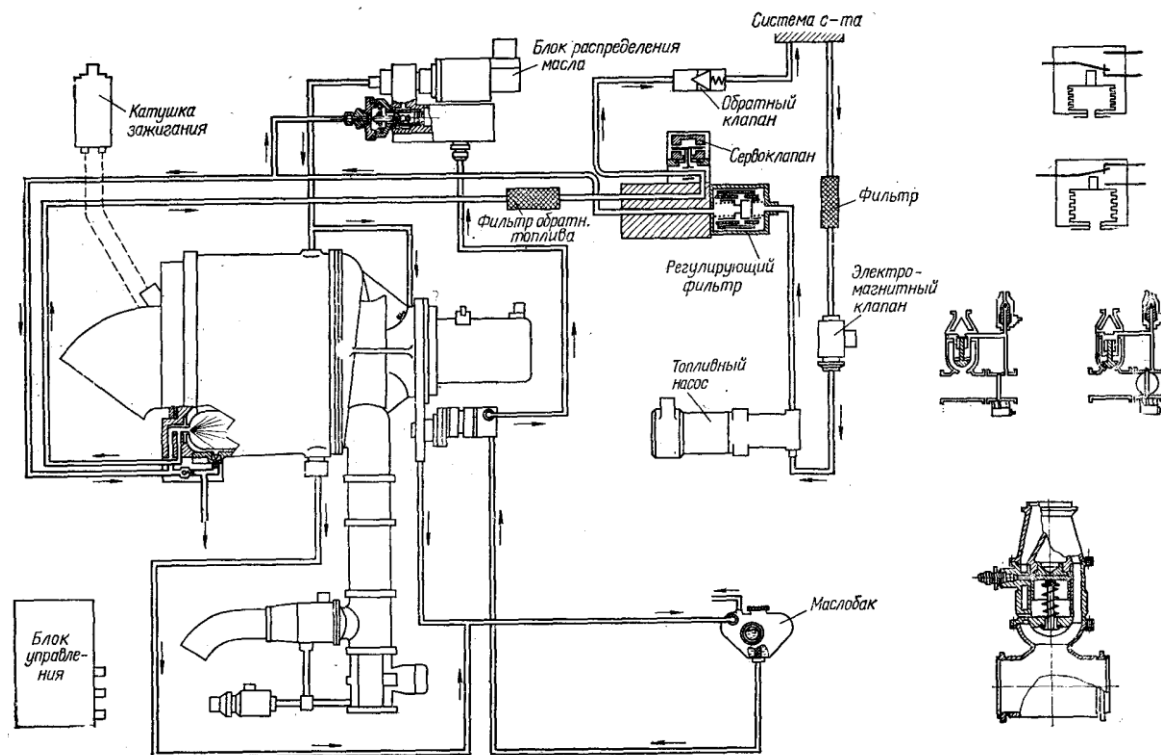 Система с-та
Блок распределения
масла
Катушка
зажигания
Обратный
клапан
Сервоклапан
Фильтр
Фильтр обратн.
топлива
Регулирующий
фильтр
Электро-
магнитный
клапан
Топливный
насос
Маслобак
Блок
управле-
ния